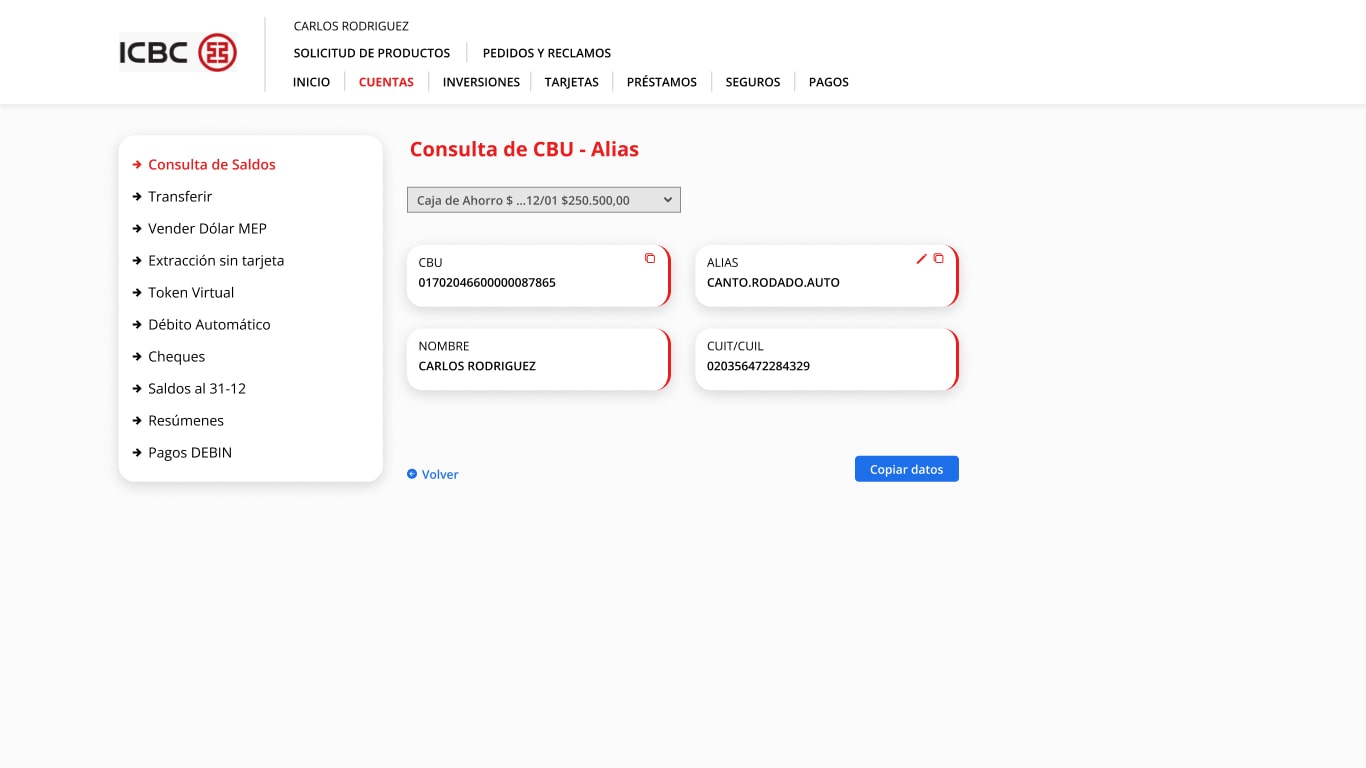 ICBC
CARLOS RODRIGUEZ
SOLICITUD DE PRODUCTOS PEDIDOS Y RECLAMOS
INICIO CUENTAS INVERSIONES TARJETAS PRÉSTAMOS SEGUROS PAGOS
Consulta de Saldos
Transferir
Vender Dólar MEP
Extracción sin tarjeta
Token Virtual
Débito Automático
Cheques
Saldos al 31-12
Resúmenes
Pagos DEBIN
Consulta de CBU - Alias
Caja de Ahorro $ ...12/01 $250.500,00
CBU
01702046600000087865
ALIAS
CANTO.RODADO.AUTO
NOMBRE
CARLOS RODRIGUEZ
CUIT/CUIL
020356472284329
Volver
Copiar datos